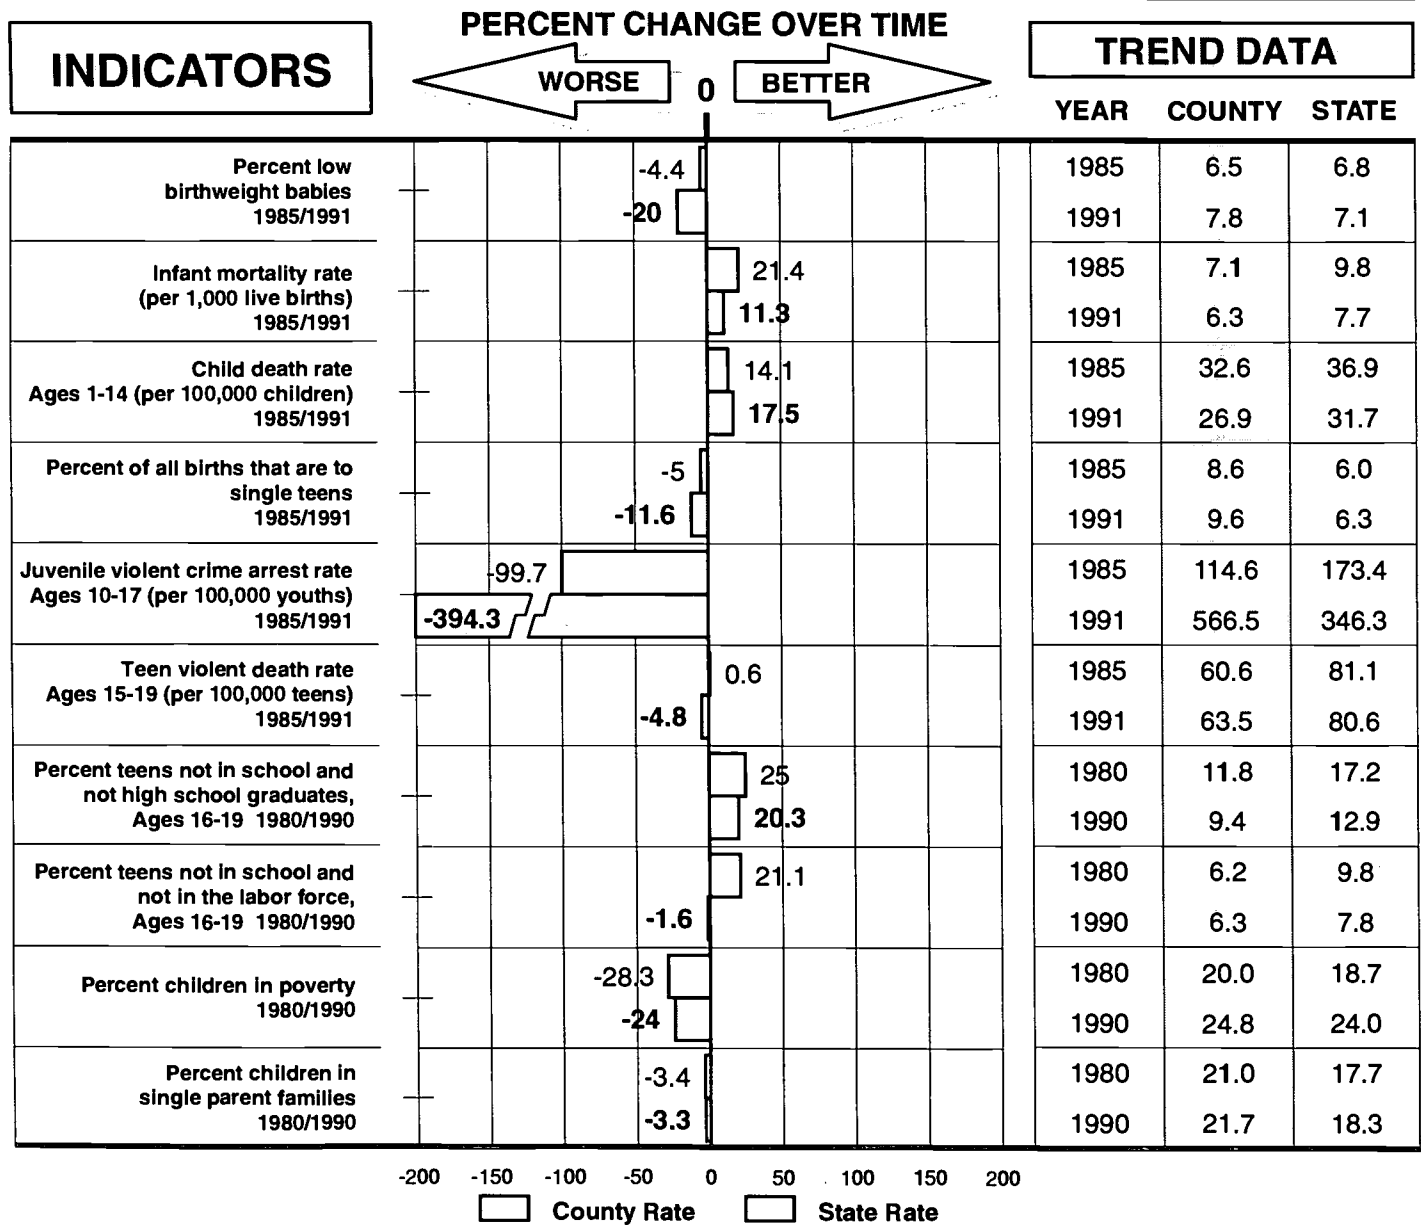 PERCENT CHANGE OVER TIME
INDICATORS
WORSE
0
BETTER
TREND DATA
YEAR COUNTY STATE
Percent low
birthweight babies
1985/1991
-4.4
-20
1985 6.5 6.8
1991 7.8 7.1
Infant mortality rate
(per 1,000 live births)
1985/1991
21.4
11.3
1985 7.1 9.8
1991 6.3 7.7
Child death rate
Ages 1-14 (per 100,000 children)
1985/1991
14.1
17.5
1985 32.6 36.9
1991 26.9 31.7
Percent of all births that are to
single teens
1985/1991
-5
-11.6
1985 8.6 6.0
1991 9.6 6.3
Juvenile violent crime arrest rate
Ages 10-17 (per 100,000 youths)
1985/1991
-99.7
-394.3
1985 114.6 173.4
1991 566.5 346.3
Teen violent death rate
Ages 15-19 (per 100,000 teens)
1985/1991
0.6
-4.8
1985 60.6 81.1
1991 63.5 80.6
Percent teens not in school and
not high school graduates,
Ages 16-19 1980/1990
25
20.3
1980 11.8 17.2
1990 9.4 12.9
Percent teens not in school and
not in the labor force,
Ages 16-19 1980/1990
21.1
-1.6
1980 6.2 9.8
1990 6.3 7.8
Percent children in poverty
1980/1990
-28.3
-24
1980 20.0 18.7
1990 24.8 24.0
Percent children in
single parent families
1980/1990
-3.4
-3.3
1980 21.0 17.7
1990 21.7 18.3
-200 -150 -100 -50 0 50 100 150 200
County Rate State Rate